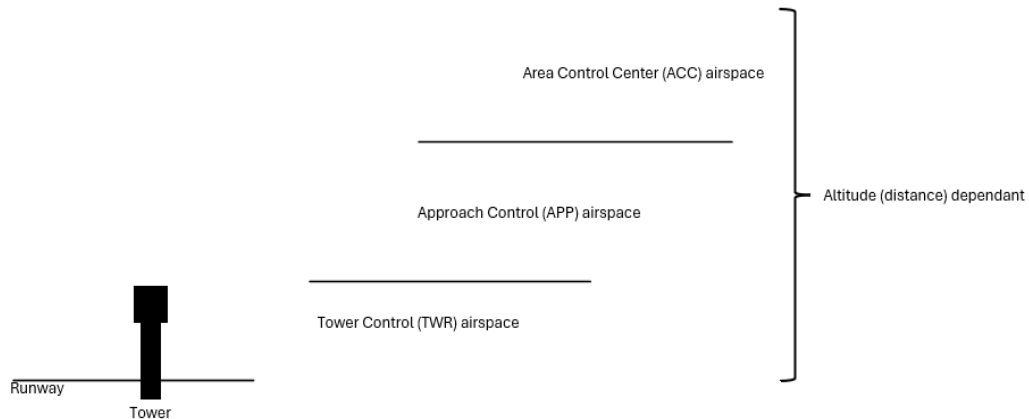 Area Control Center (ACC) airspace
Altitude (distance) dependant
Approach Control (APP) airspace
Tower Control (TWR) airspace
Runway
Tower